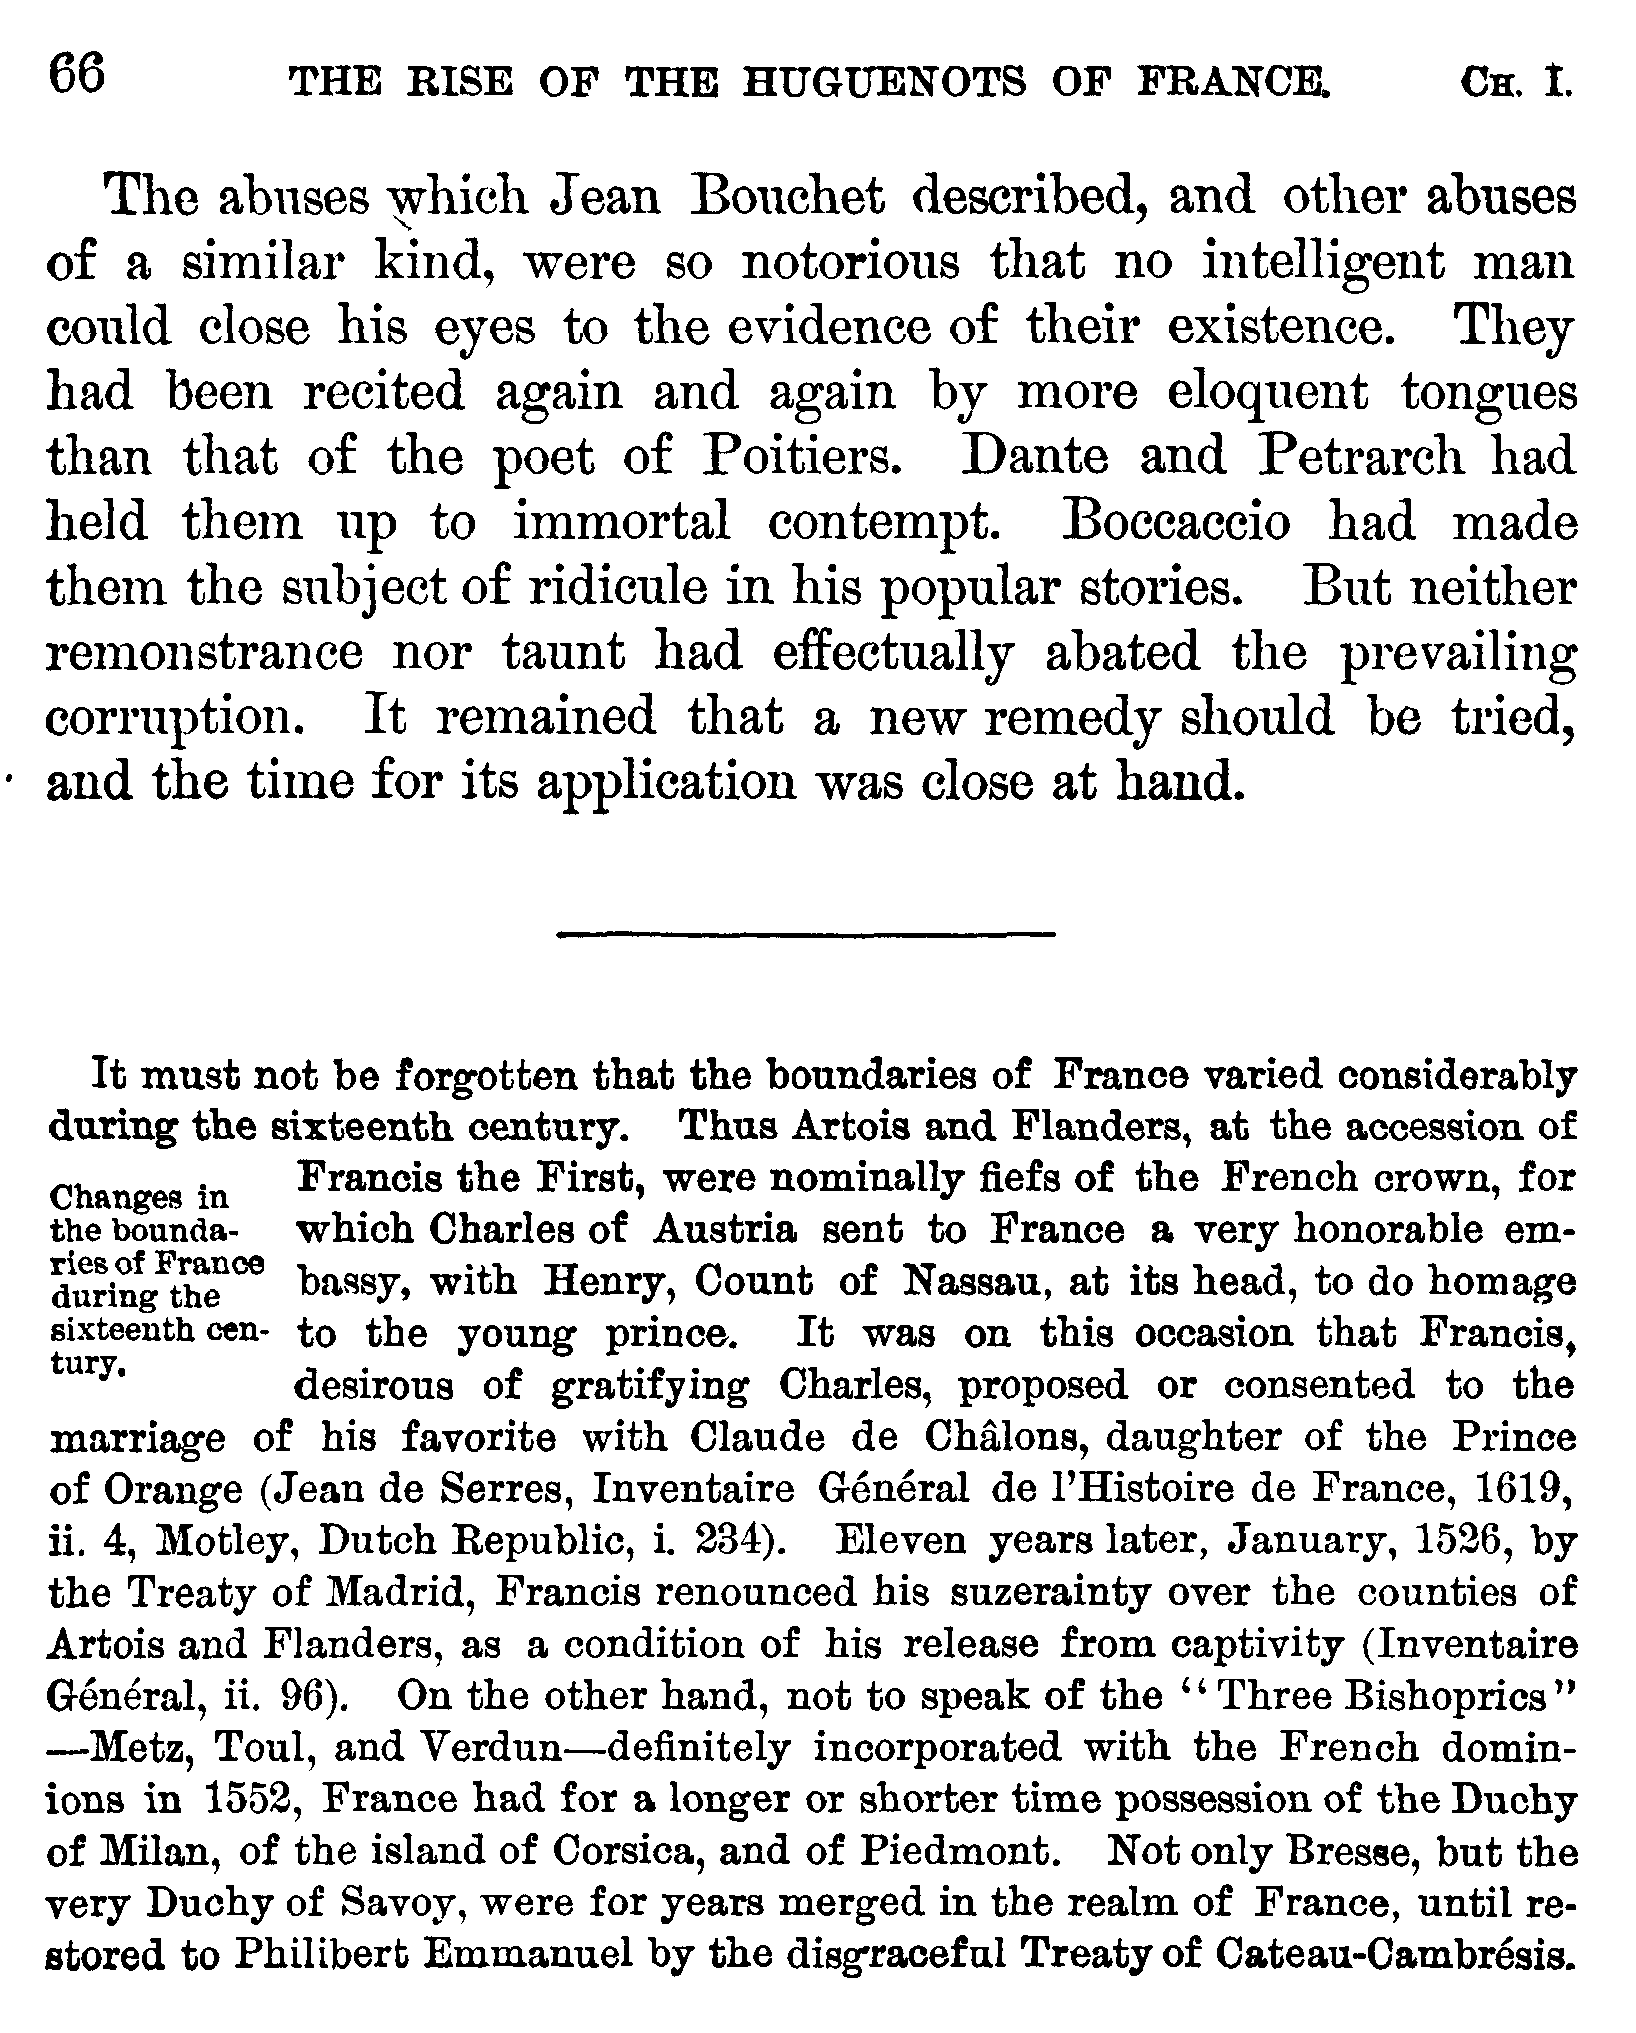 66 THE RISE OF THE HUGUENOTS OF FRANCE. CH. I.
The abuses which Jean Bouchet described, and other abuses
of a similar kind, were so notorious that no intelligent man
could close his eyes to the evidence of their existence. They
had been recited again and again by more eloquent tongues
than that of the poet of Poitiers. Dante and Petrarch had
held them up to immortal contempt. Boccaccio had made
them the subject of ridicule in his popular stories. But neither
remonstrance nor taunt had effectually abated the prevailing
corruption. It remained that a new remedy should be tried,
and the time for its application was close at hand.
It must not be forgotten that the boundaries of France varied considerably
during the sixteenth century. Thus Artois and Flanders, at the accession of
Changes in
the bounda-
ries of France
during the
sixteenth cen-
tury.
Francis the First, were nominally fiefs of the French crown, for
which Charles of Austria sent to France a very honorable em-
bassy, with Henry, Count of Nassau, at its head, to do homage
to the young prince. It was on this occasion that Francis,
desirous of gratifying Charles, proposed or consented to the
marriage of his favorite with Claude de Châlons, daughter of the Prince
of Orange (Jean de Serres, Inventaire Général de l'Histoire de France, 1619,
ii. 4, Motley, Dutch Republic, i. 234). Eleven years later, January, 1526, by
the Treaty of Madrid, Francis renounced his suzerainty over the counties of
Artois and Flanders, as a condition of his release from captivity (Inventaire
Général, ii. 96). On the other hand, not to speak of the "Three Bishoprics"
—Metz, Toul, and Verdun—definitely incorporated with the French domin-
ions in 1552, France had for a longer or shorter time possession of the Duchy
of Milan, of the island of Corsica, and of Piedmont. Not only Bresse, but the
very Duchy of Savoy, were for years merged in the realm of France, until re-
stored to Philibert Emmanuel by the disgraceful Treaty of Cateau-Cambrésis.